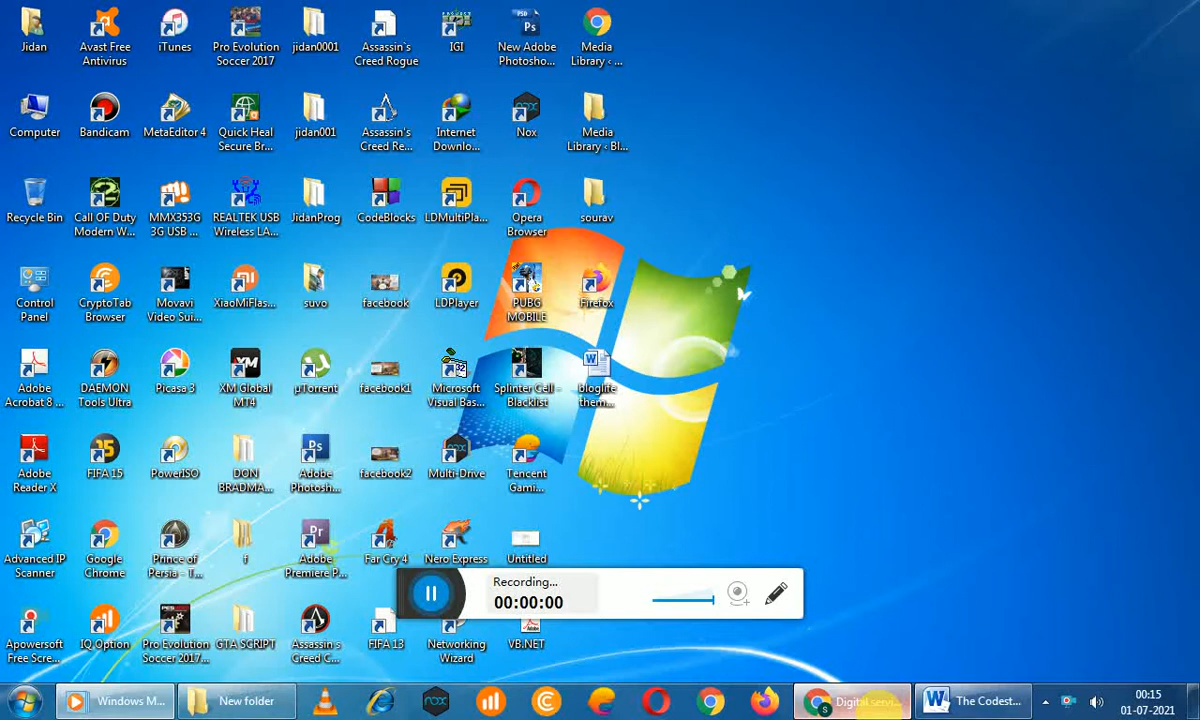 Jidan
Avast Free
Antivirus
iTunes
Pro Evolution
Soccer 2017
jidan0001
Assassin`s
Creed Rogue
IGI
New Adobe
Photosho...
Media
Library ‹ ...
Computer
Bandicam
MetaEditor 4
Quick Heal
Secure Br...
jidan001
Assassin's
Creed Re...
Internet
Downlo...
Nox
Media
Library ‹ Bl...
Recycle Bin
Call OF Duty
Modern W...
MMX353G
3G USB ...
REALTEK USB
Wireless LA...
JidanProg
CodeBlocks
LDMultiPla...
Opera
Browser
sourav
Control
Panel
CryptoTab
Browser
Movavi
Video Sui...
XiaoMiFlas...
suvo
facebook
LDPlayer
PUBG
MOBILE
Firefox
Adobe
Acrobat 8 ...
DAEMON
Tools Ultra
Picasa 3
XM Global
MT4
µTorrent
facebook1
Microsoft
Visual Bas...
Splinter Cell -
Blacklist
bloglife
them...
Adobe
Reader X
FIFA 15
PowerISO
DON
BRADMA...
Adobe
Photosh...
facebook2
Multi-Drive
Tencent
Gami...
Advanced IP
Scanner
Google
Chrome
Prince of
Persia - T...
f
Adobe
Premiere P...
Far Cry 4
Nero Express
Untitled
Recording...
00:00:00
Apowersoft
Free Scre...
IQ Option
Pro Evolution
Soccer 2017...
GTA SCRIPT
Assassin's
Creed C...
FIFA 13
Networking
Wizard
VB.NET
Windows M...
New folder
Digital servi...
The Codest...
00:15
01-07-2021